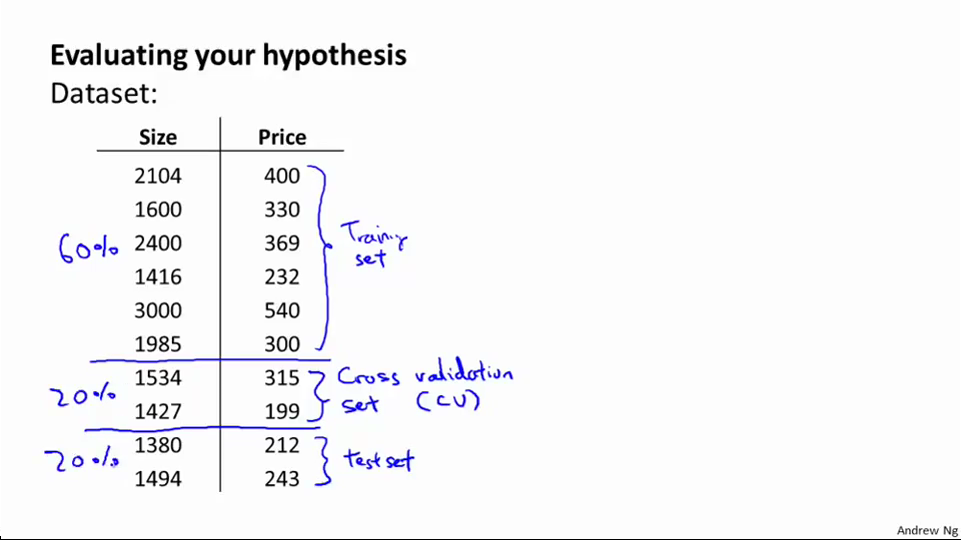 Evaluating your hypothesis
Dataset:
Size Price
2104 400
1600 330
2400 369
1416 232
3000 540
1985 300
1534 315
1427 199
1380 212
1494 243
60%
20%
20%
Training
set
Cross validation
set (CV)
test set
Andrew Ng